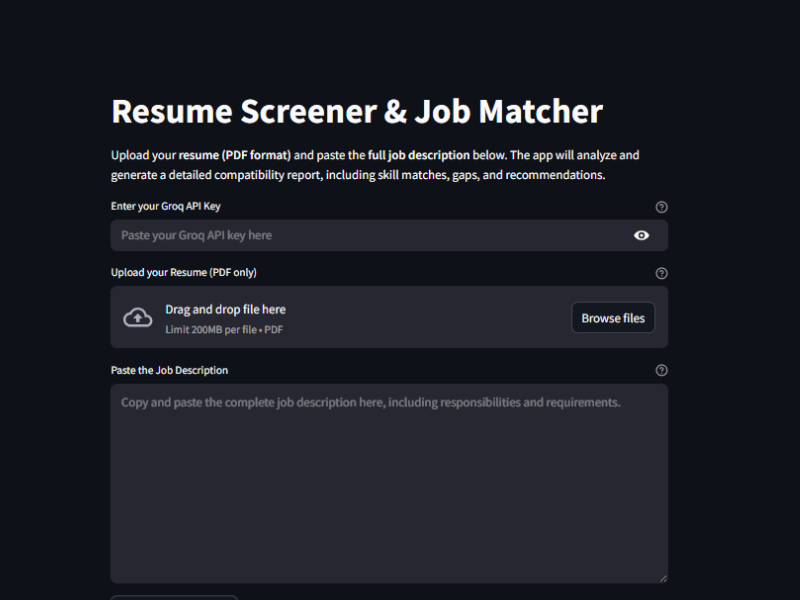 Resume Screener & Job Matcher
Upload your resume (PDF format) and paste the full job description below. The app will analyze and
generate a detailed compatibility report, including skill matches, gaps, and recommendations.
Enter your Groq API Key
Paste your Groq API key here
Upload your Resume (PDF only)
Drag and drop file here
Limit 200MB per file • PDF
Browse files
Paste the Job Description
Copy and paste the complete job description here, including responsibilities and requirements.